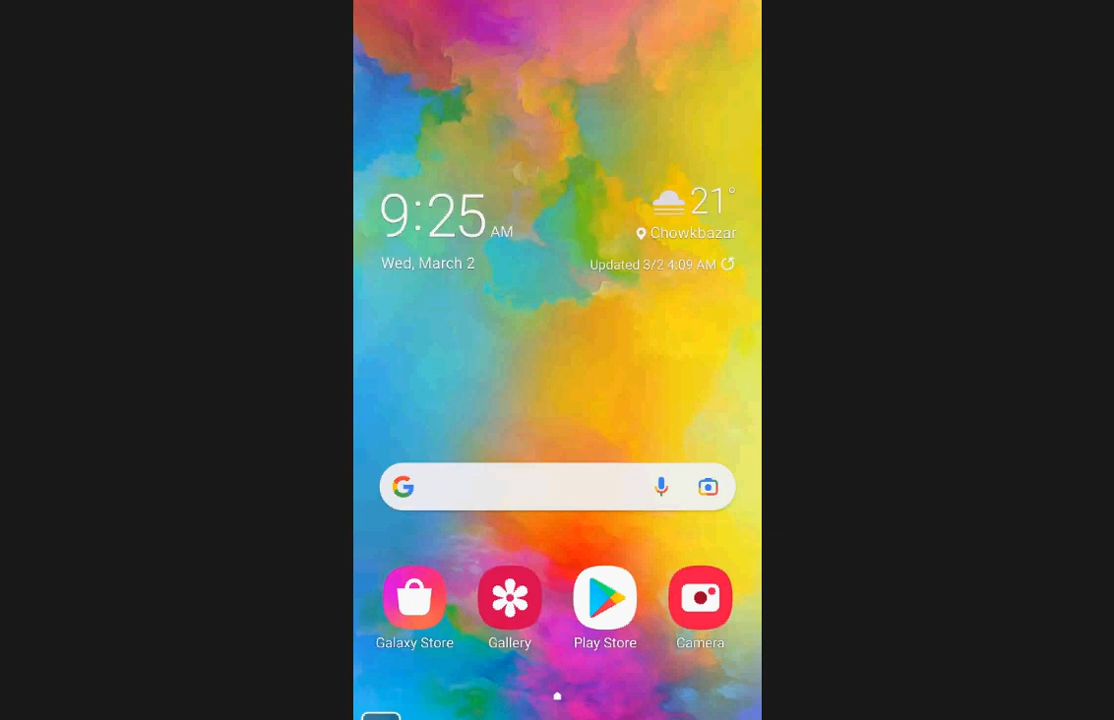 9:25 AM
21°
Chowkbazar
Wed, March 2
Updated 3/2 4:09 AM
G
Galaxy Store
Gallery
Play Store
Camera